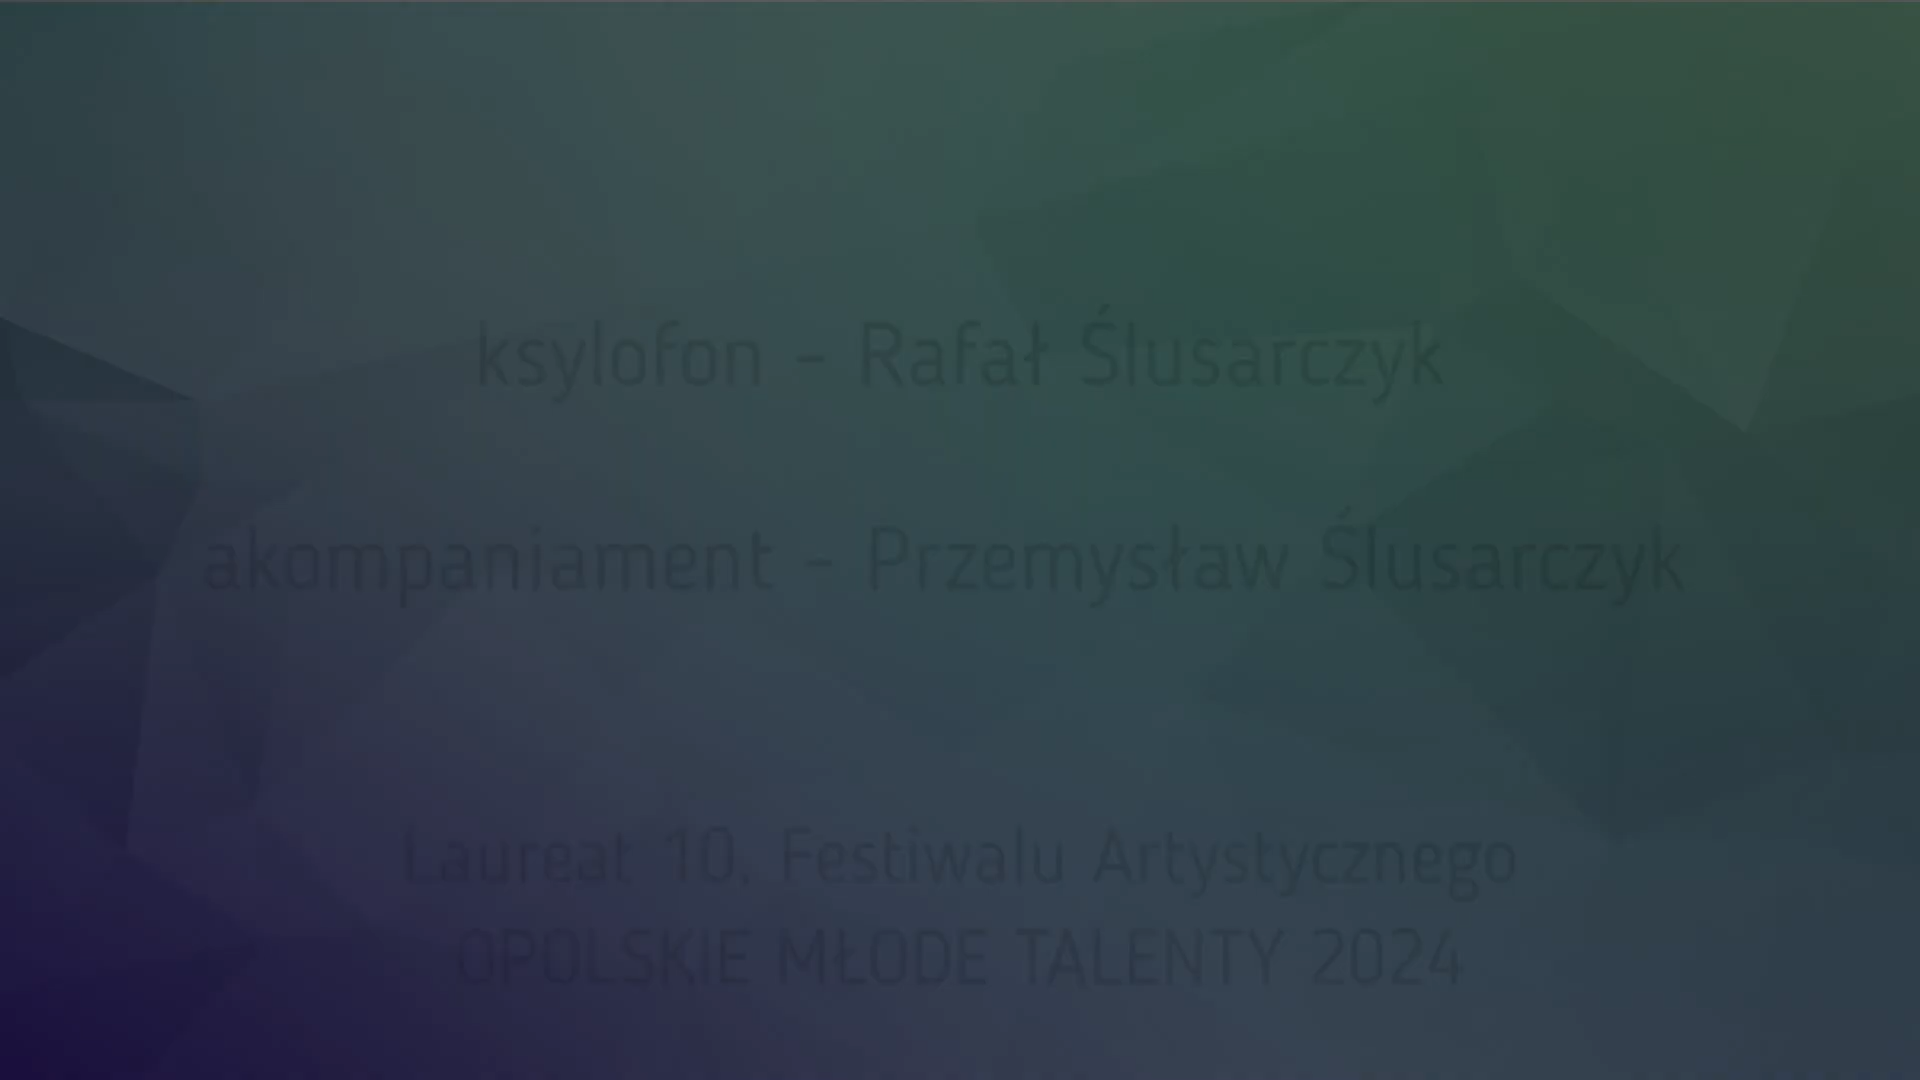 ksylofon - Rafał Ślusarczyk
akompaniament - Przemysław Ślusarczyk
Laureat 10. Festiwalu Artystycznego
OPOLSKIE MŁODE TALENTY 2024